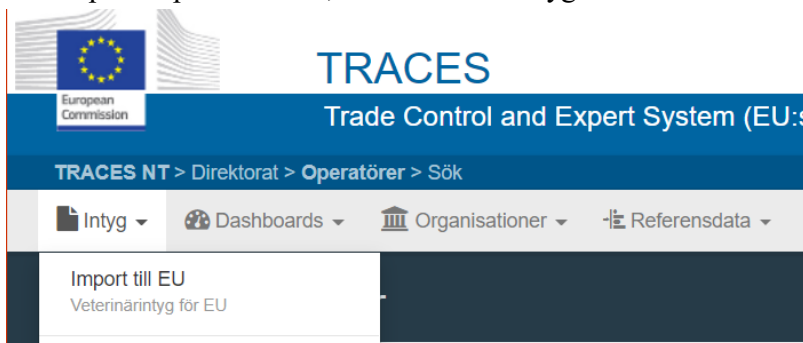 TRACES
European
Commission
Trade Control and Expert System (EU:s
TRACES NT > Direktorat > Operatörer > Sök
Intyg Dashboards Organisationer Referensdata
Import till EU
Veterinärintyg för EU